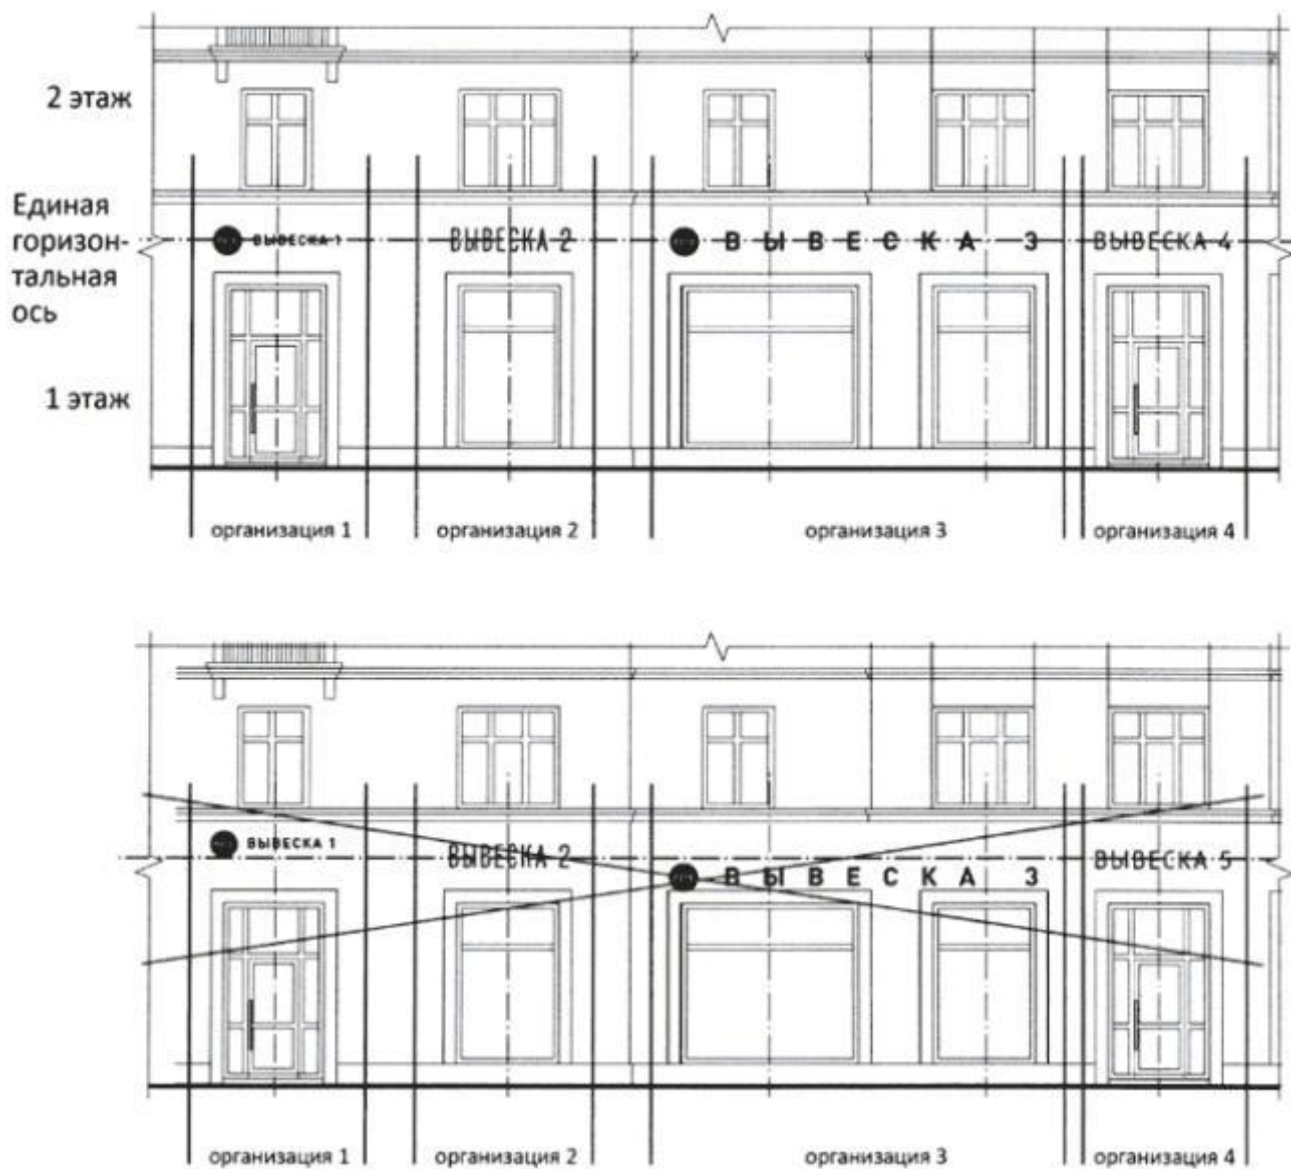 2 этаж
Единая
горизон-
тальная
ось
ВЫВЕСКА 1
ВЫВЕСКА 2
ВЫВЕСКА 3
ВЫВЕСКА 4
1 этаж
организация 1
организация 2
организация 3
организация 4
ВЫВЕСКА 1
ВЫВЕСКА 2
ВЫВЕСКА 3
ВЫВЕСКА 5
организация 1
организация 2
организация 3
организация 4